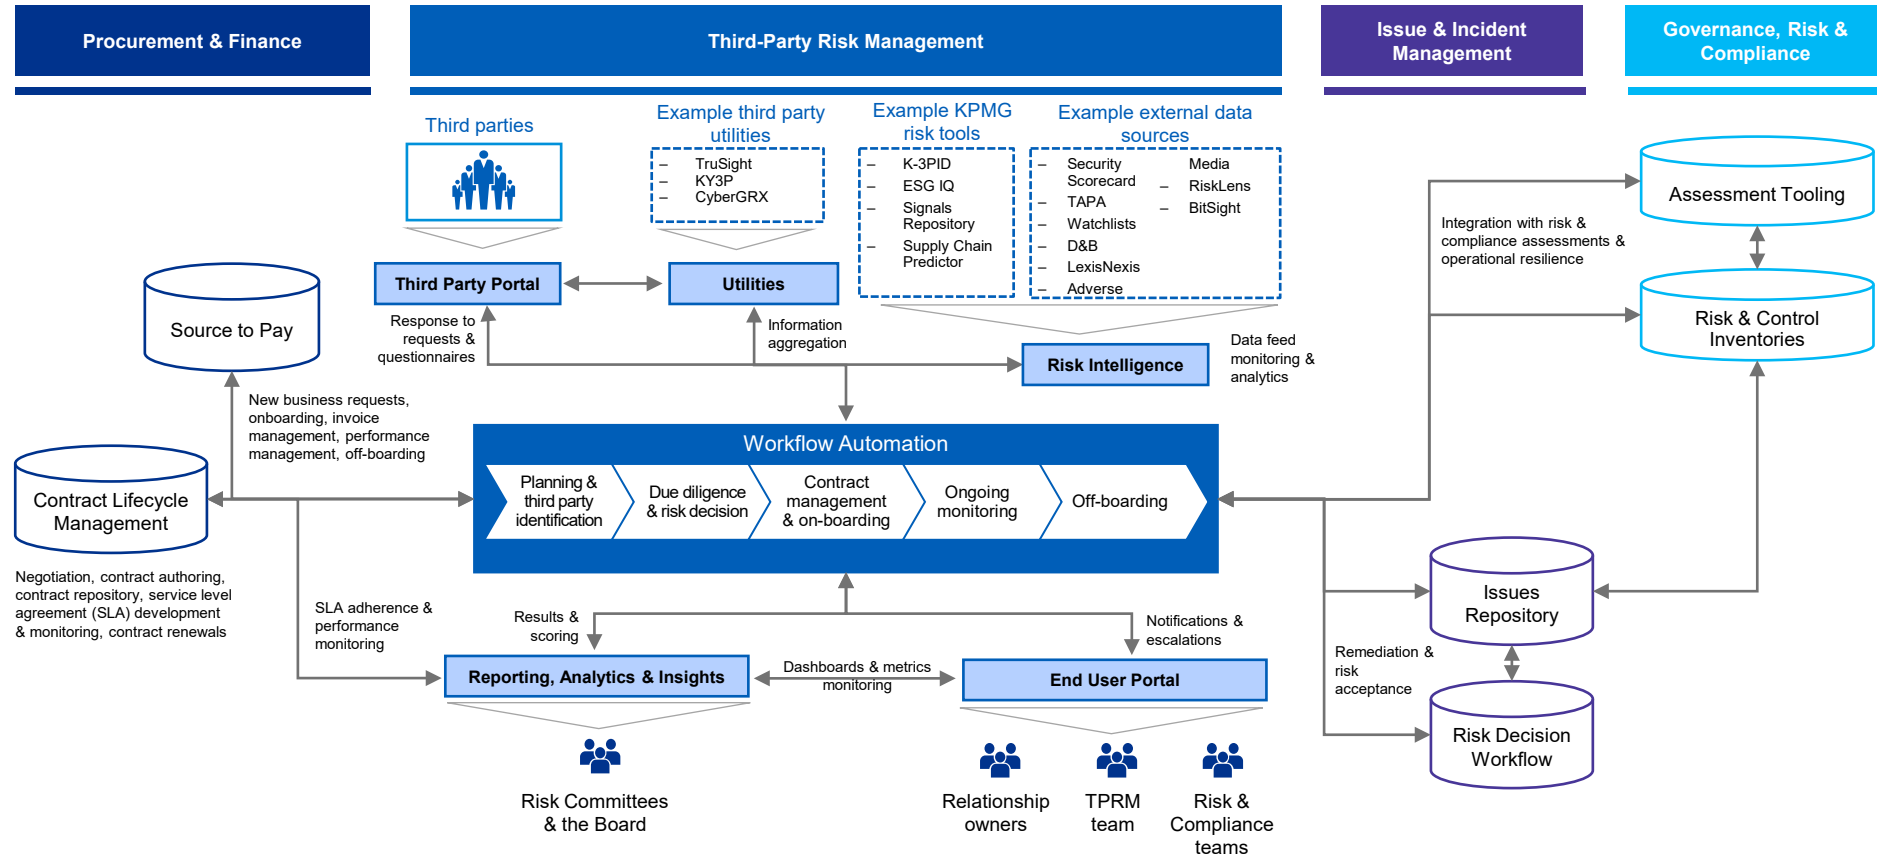 Procurement & Finance
Third-Party Risk Management
Issue & Incident
Management
Governance, Risk &
Compliance
Third parties
Example third party
utilities
– TruSight
– KY3P
– CyberGRX
Example KPMG
risk tools
– K-3PID
– ESG IQ
– Signals
Repository
– Supply Chain
Predictor
Example external data
sources
– Security
Scorecard
– TAPA
– Watchlists
– D&B
– LexisNexis
– Adverse
Media
– RiskLens
– BitSight
Third Party Portal
Utilities
Risk Intelligence
Response to
requests &
questionnaires
Information
aggregation
Data feed
monitoring &
analytics
Source to Pay
New business requests,
onboarding, invoice
management, performance
management, off-boarding
Contract Lifecycle
Management
Negotiation, contract authoring,
contract repository, service level
agreement (SLA) development
& monitoring, contract renewals
SLA adherence &
performance
monitoring
Workflow Automation
Planning &
third party
identification
Due diligence
& risk decision
Contract
management
& on-boarding
Ongoing
monitoring
Off-boarding
Results &
scoring
Notifications &
escalations
Reporting, Analytics & Insights
Dashboards & metrics
monitoring
End User Portal
Risk Committees
& the Board
Relationship
owners
TPRM
team
Risk &
Compliance
teams
Assessment Tooling
Integration with risk &
compliance assessments &
operational resilience
Risk & Control
Inventories
Issues
Repository
Remediation &
risk
acceptance
Risk Decision
Workflow